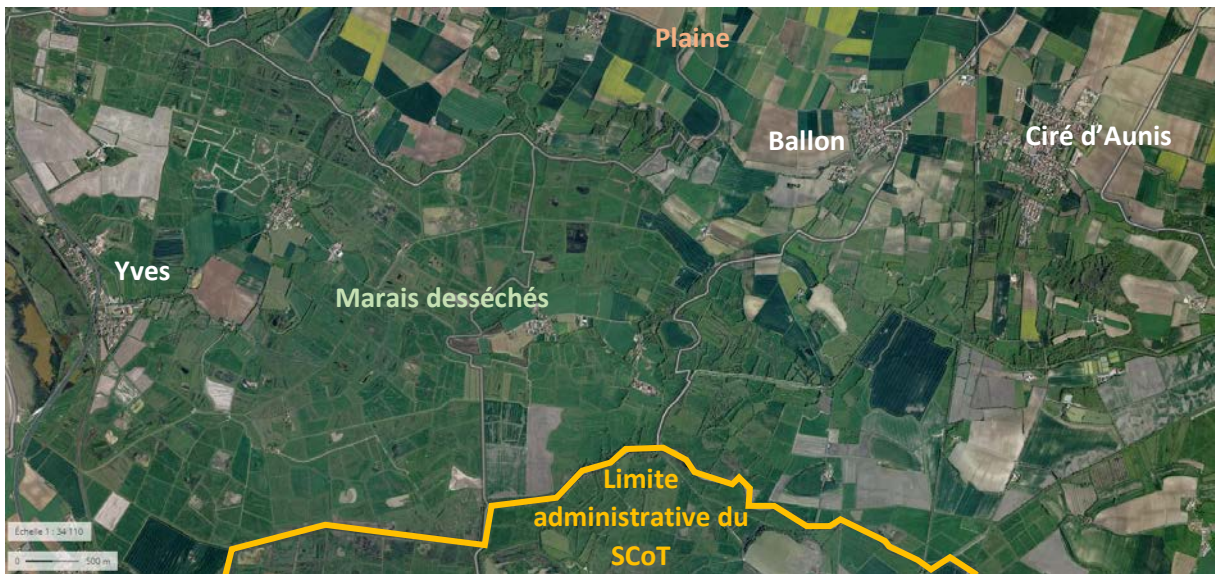 Plaine
Ballon
Ciré d'Aunis
Yves
Marais desséchés
Limite
administrative du
SCoT
Échelle 1 : 34 110
0 500 m